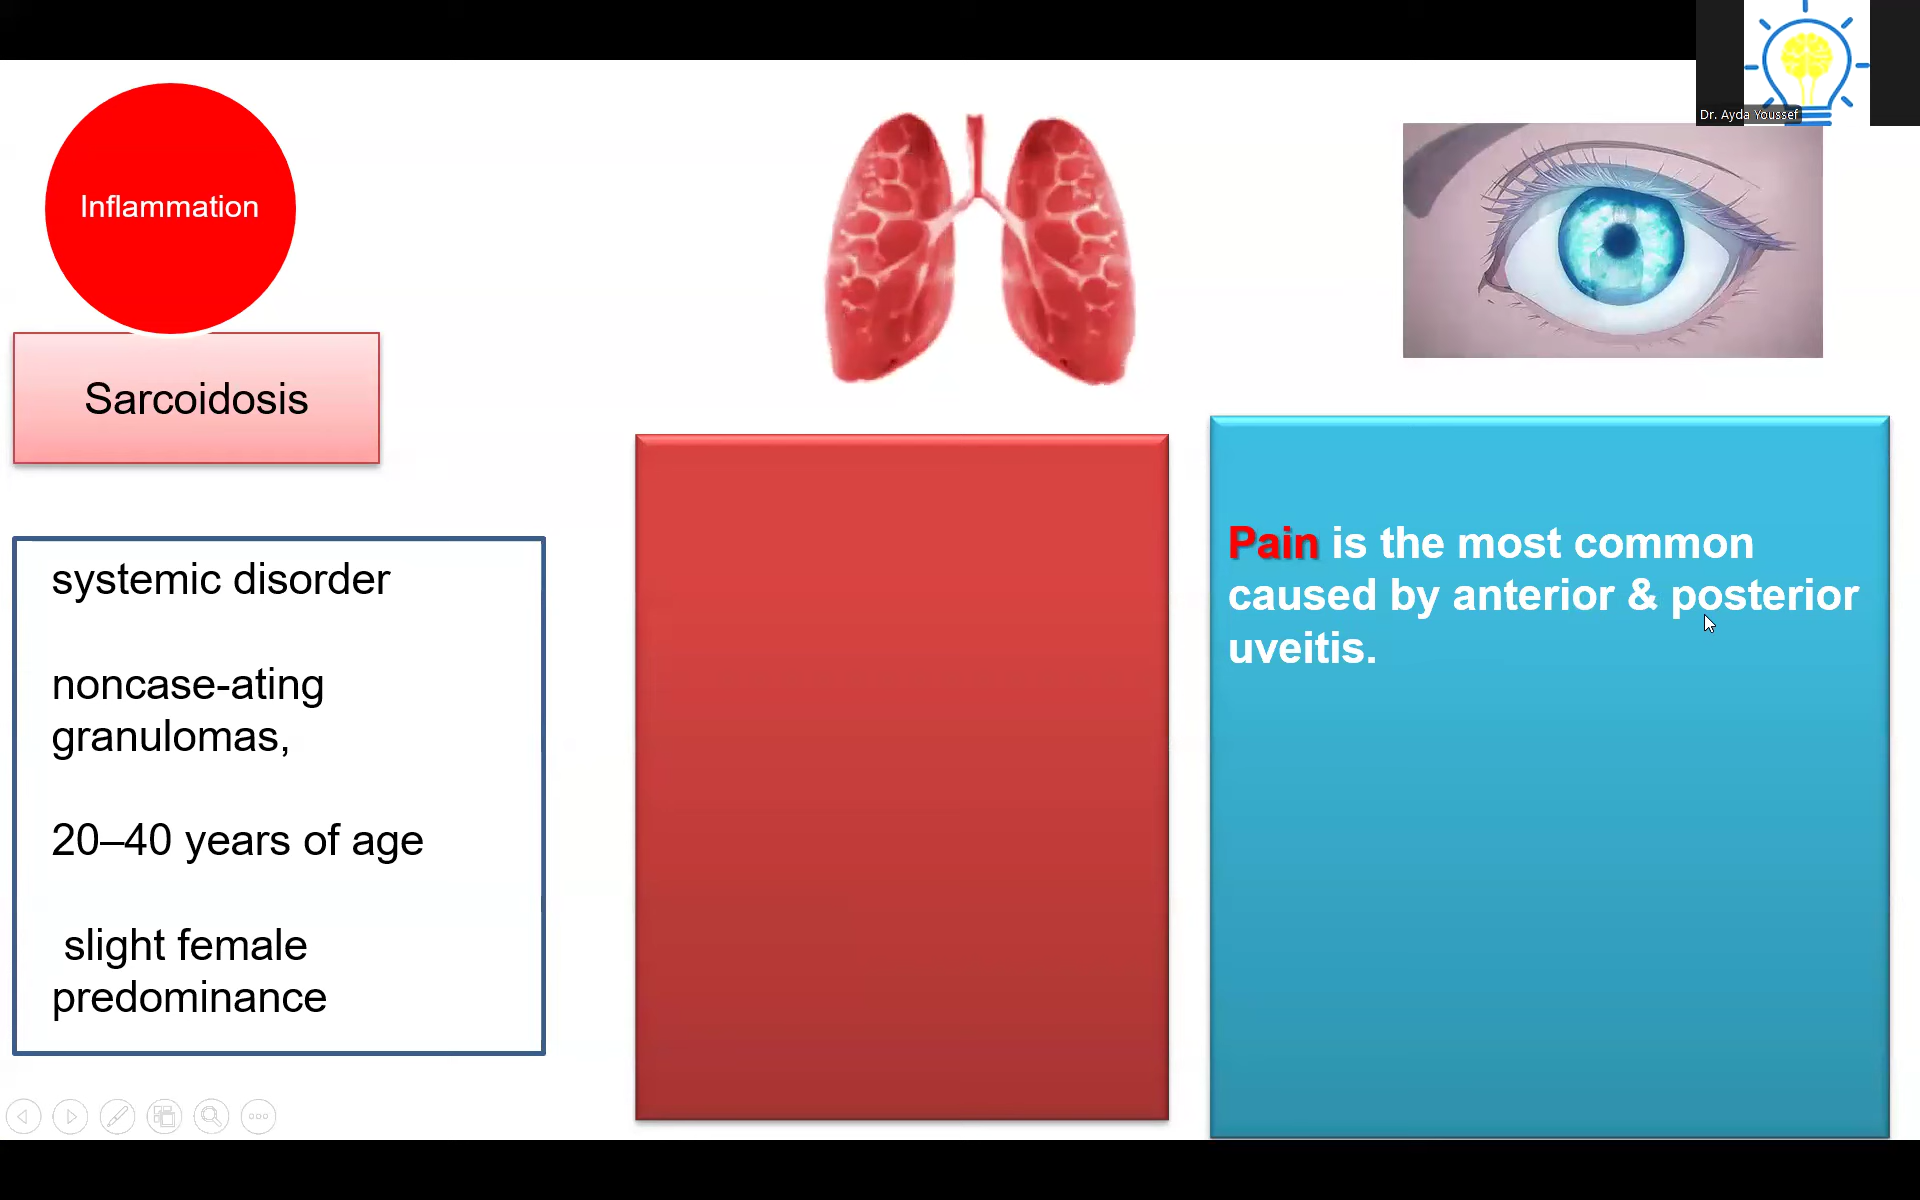 Dr. Ayda Youssef
Inflammation
Sarcoidosis
systemic disorder
noncase-ating
granulomas,
20–40 years of age
slight female
predominance
Pain is the most common
caused by anterior & posterior
uveitis.